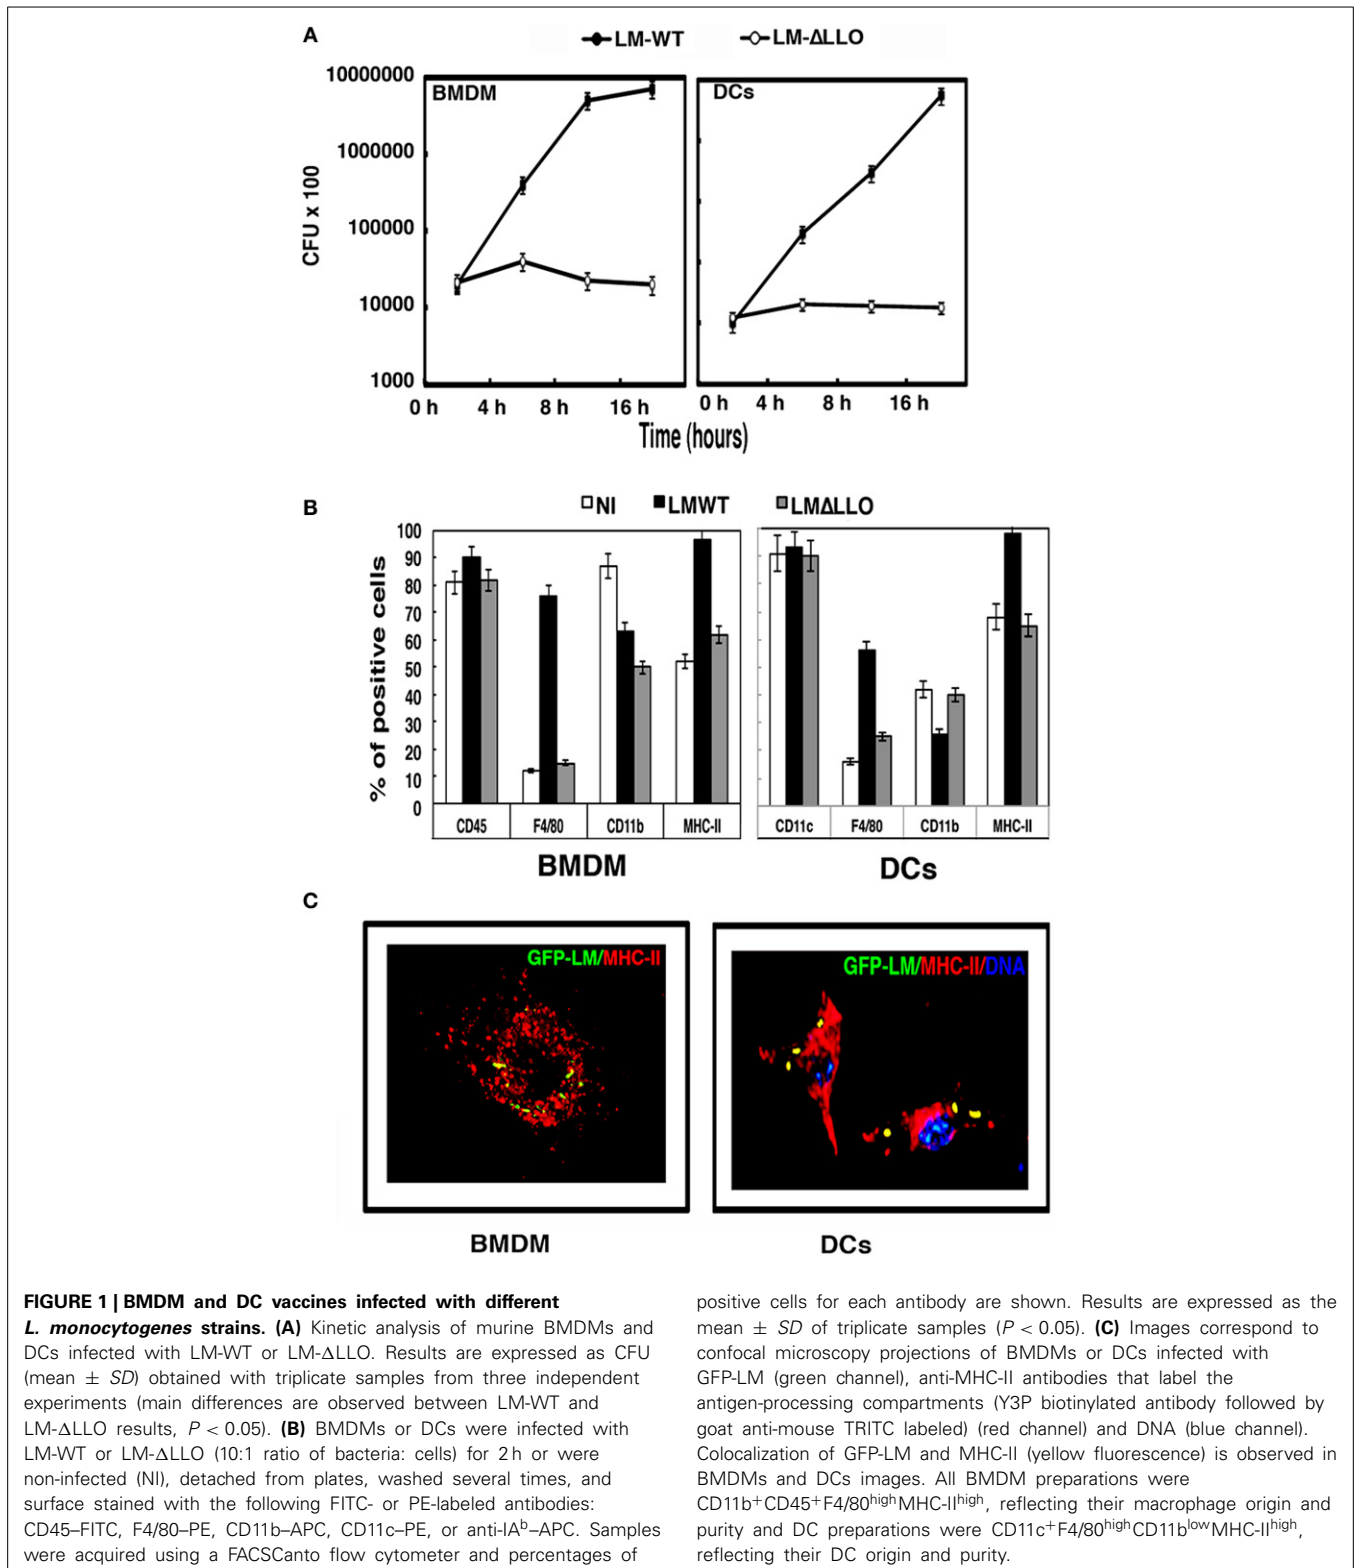 A
LM-WT LM-ΔLLO
BMDM
DCs
CFU x 100
10000000
1000000
100000
10000
1000
0 h 4 h 8 h 16 h
0 h 4 h 8 h 16 h
Time (hours)
B
NI LMWT LMΔLLO
% of positive cells
100
90
80
70
60
50
40
30
20
10
0
CD45 F4/80 CD11b MHC-II
CD11c F4/80 CD11b MHC-II
BMDM
DCs
C
GFP-LM/MHC-II
GFP-LM/MHC-II/DNA
BMDM
DCs
FIGURE 1 | BMDM and DC vaccines infected with different
L. monocytogenes strains. (A) Kinetic analysis of murine BMDMs and
DCs infected with LM-WT or LM-ΔLLO. Results are expressed as CFU
(mean ± SD) obtained with triplicate samples from three independent
experiments (main differences are observed between LM-WT and
LM-ΔLLO results, P < 0.05). (B) BMDMs or DCs were infected with
LM-WT or LM-ΔLLO (10:1 ratio of bacteria: cells) for 2 h or were
non-infected (NI), detached from plates, washed several times, and
surface stained with the following FITC- or PE-labeled antibodies:
CD45–FITC, F4/80–PE, CD11b–APC, CD11c–PE, or anti-IAᵇ–APC. Samples
were acquired using a FACSCanto flow cytometer and percentages of
positive cells for each antibody are shown. Results are expressed as the
mean ± SD of triplicate samples (P < 0.05). (C) Images correspond to
confocal microscopy projections of BMDMs or DCs infected with
GFP-LM (green channel), anti-MHC-II antibodies that label the
antigen-processing compartments (Y3P biotinylated antibody followed by
goat anti-mouse TRITC labeled) (red channel) and DNA (blue channel).
Colocalization of GFP-LM and MHC-II (yellow fluorescence) is observed in
BMDMs and DCs images. All BMDM preparations were
CD11b⁺CD45⁺F4/80ʰⁱᵍʰMHC-IIʰⁱᵍʰ, reflecting their macrophage origin and
purity and DC preparations were CD11c⁺F4/80ʰⁱᵍʰCD11bˡᵒʷMHC-IIʰⁱᵍʰ,
reflecting their DC origin and purity.